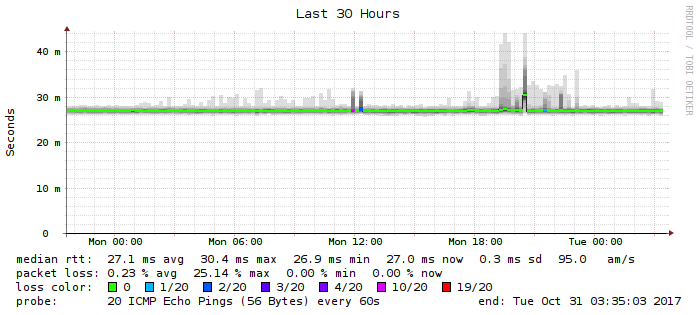 Last 30 Hours
RRDTOOL / TOBI OETIKER
Seconds
40 m
30 m
20 m
10 m
0
Mon 00:00 Mon 06:00 Mon 12:00 Mon 18:00 Tue 00:00
median rtt: 27.1 ms avg 30.4 ms max 26.9 ms min 27.0 ms now 0.3 ms sd 95.0 am/s
packet loss: 0.23 % avg 25.14 % max 0.00 % min 0.00 % now
loss color: 0 1/20 2/20 3/20 4/20 10/20 19/20
probe: 20 ICMP Echo Pings (56 Bytes) every 60s end: Tue Oct 31 03:35:03 2017